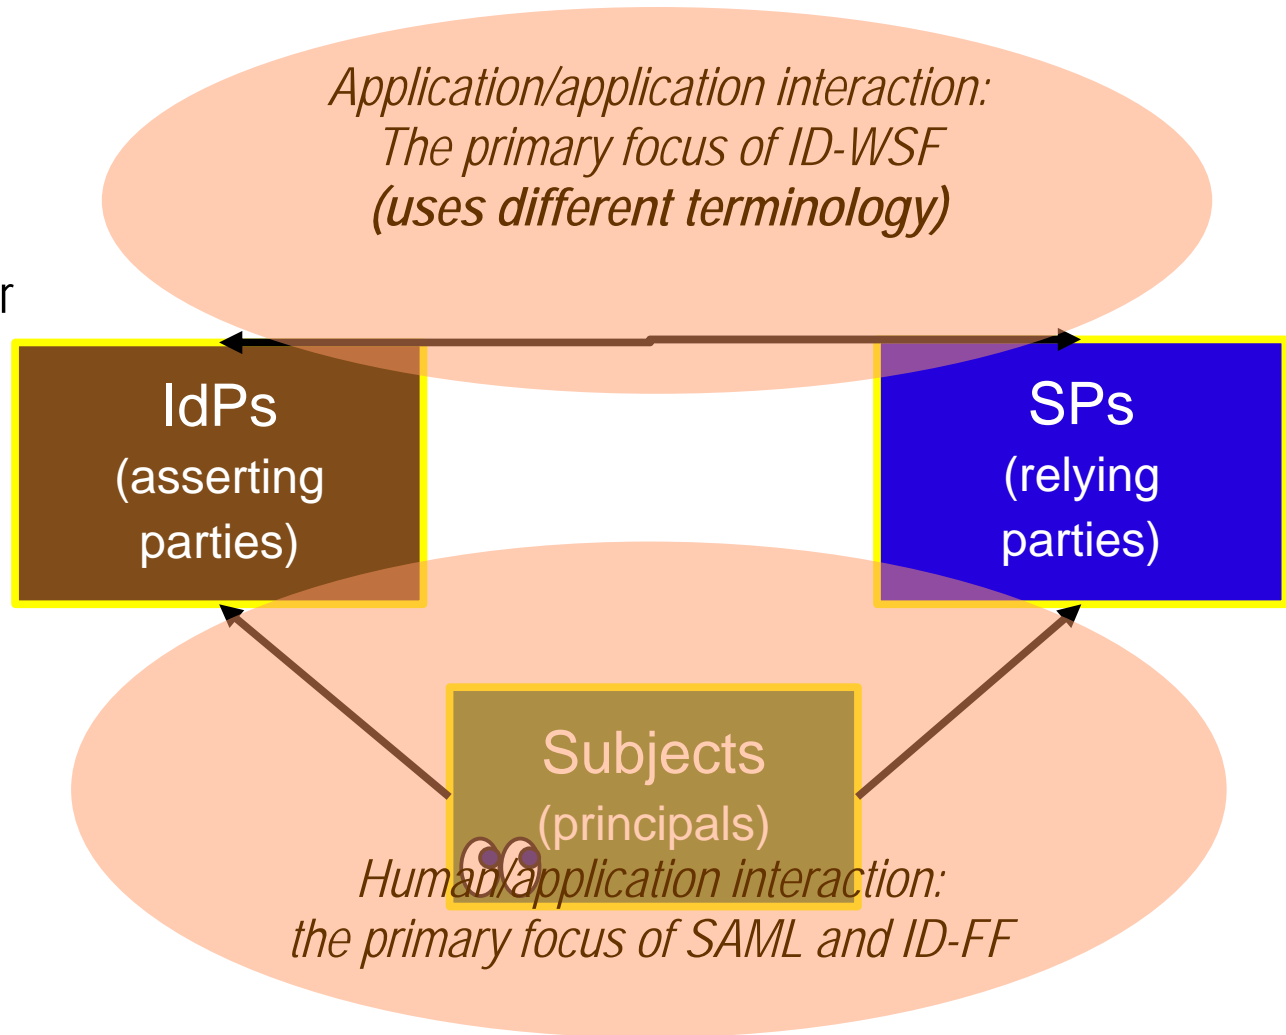 Application/application interaction:
The primary focus of ID-WSF
(uses different terminology)
r
IdPs
(asserting
parties)
SPs
(relying
parties)
Subjects
(principals)
Human/application interaction:
the primary focus of SAML and ID-FF